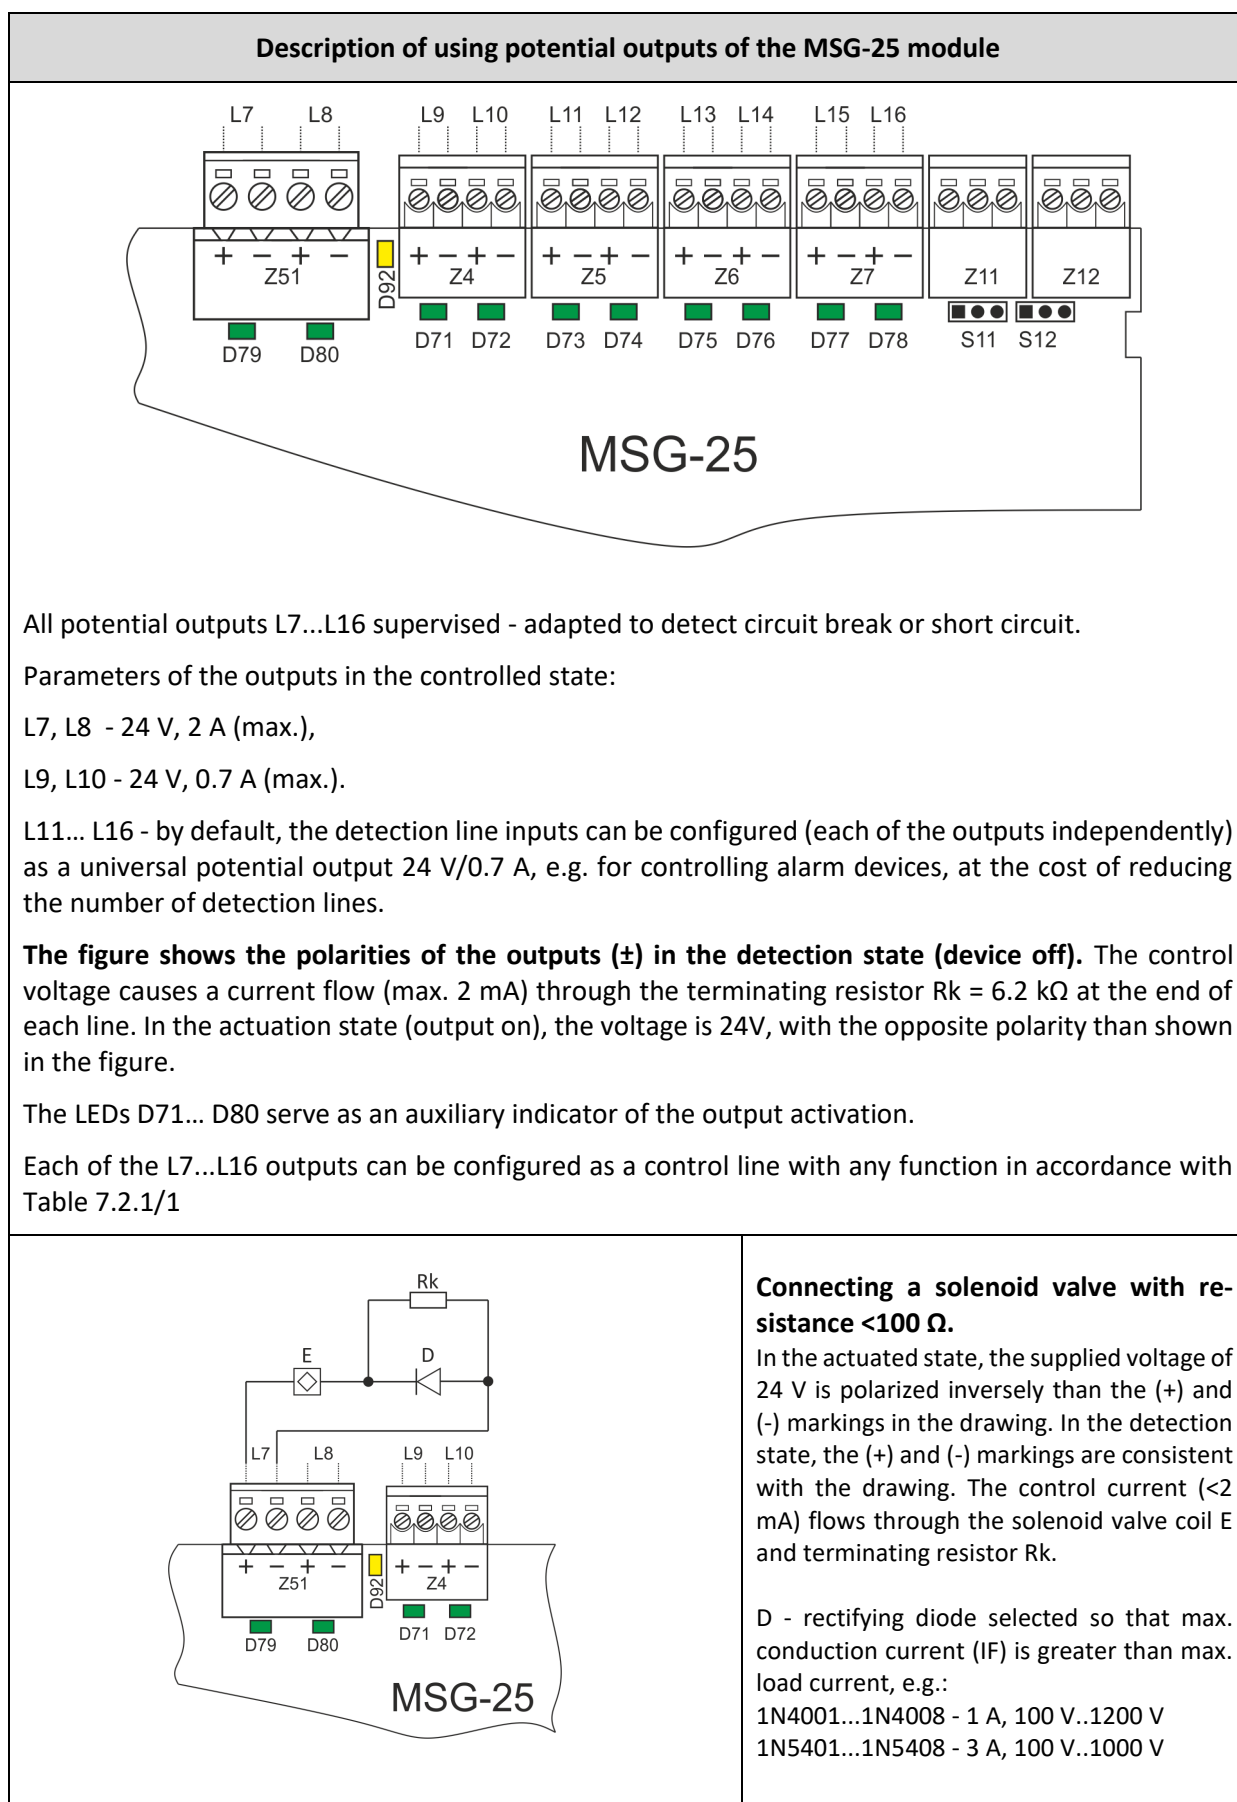 Description of using potential outputs of the MSG-25 module
L7 L8 L9 L10 L11 L12 L13 L14 L15 L16
+ − + − + − + − + − + − + − + − + − + −
Z51 D92 Z4 Z5 Z6 Z7 Z11 Z12
D79 D80 D71 D72 D73 D74 D75 D76 D77 D78 S11 S12
MSG-25
All potential outputs L7...L16 supervised - adapted to detect circuit break or short circuit.
Parameters of the outputs in the controlled state:
L7, L8 - 24 V, 2 A (max.),
L9, L10 - 24 V, 0.7 A (max.).
L11... L16 - by default, the detection line inputs can be configured (each of the outputs independently)
as a universal potential output 24 V/0.7 A, e.g. for controlling alarm devices, at the cost of reducing
the number of detection lines.
The figure shows the polarities of the outputs (±) in the detection state (device off). The control
voltage causes a current flow (max. 2 mA) through the terminating resistor Rk = 6.2 kΩ at the end of
each line. In the actuation state (output on), the voltage is 24V, with the opposite polarity than shown
in the figure.
The LEDs D71... D80 serve as an auxiliary indicator of the output activation.
Each of the L7...L16 outputs can be configured as a control line with any function in accordance with
Table 7.2.1/1
Rk
E D
L7 L8 L9 L10
+ − + − + − + −
Z51 D92 Z4
D79 D80 D71 D72
MSG-25
Connecting a solenoid valve with re-
sistance <100 Ω.
In the actuated state, the supplied voltage of
24 V is polarized inversely than the (+) and
(-) markings in the drawing. In the detection
state, the (+) and (-) markings are consistent
with the drawing. The control current (<2
mA) flows through the solenoid valve coil E
and terminating resistor Rk.
D - rectifying diode selected so that max.
conduction current (IF) is greater than max.
load current, e.g.:
1N4001...1N4008 - 1 A, 100 V..1200 V
1N5401...1N5408 - 3 A, 100 V..1000 V